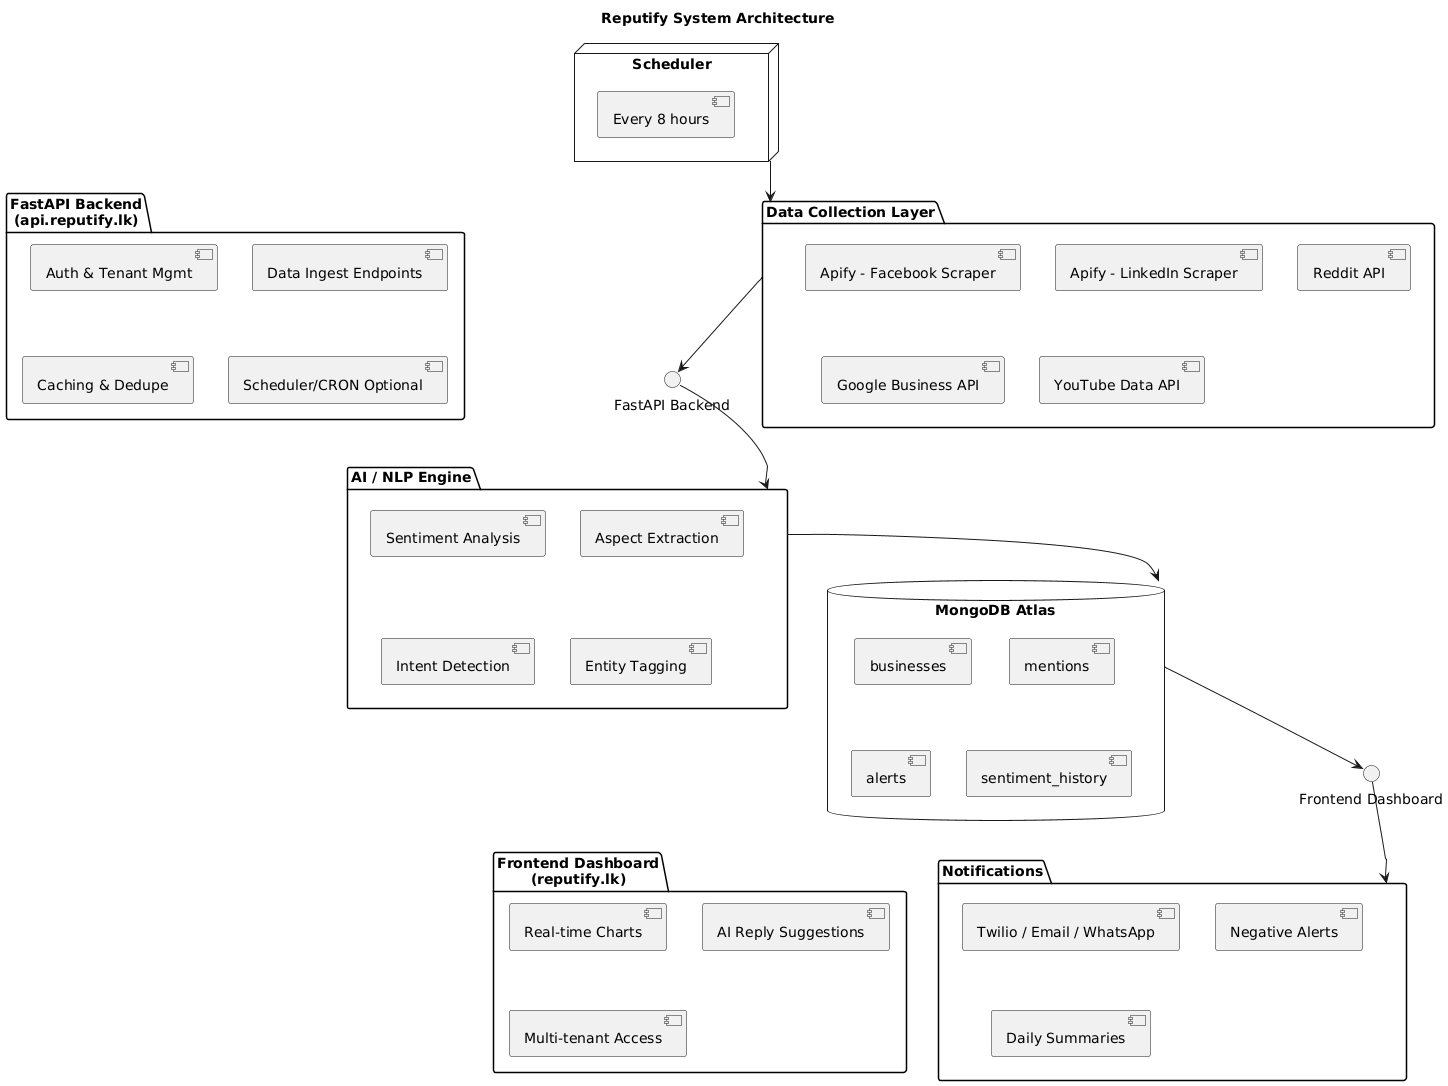 Reputify System Architecture
Scheduler
Every 8 hours
FastAPI Backend
(api.reputify.lk)
Auth & Tenant Mgmt
Data Ingest Endpoints
Caching & Dedupe
Scheduler/CRON Optional
Data Collection Layer
Apify - Facebook Scraper
Apify - LinkedIn Scraper
Reddit API
Google Business API
YouTube Data API
FastAPI Backend
AI / NLP Engine
Sentiment Analysis
Aspect Extraction
Intent Detection
Entity Tagging
MongoDB Atlas
businesses
mentions
alerts
sentiment_history
Frontend Dashboard
Frontend Dashboard
(reputify.lk)
Real-time Charts
AI Reply Suggestions
Multi-tenant Access
Notifications
Twilio / Email / WhatsApp
Negative Alerts
Daily Summaries